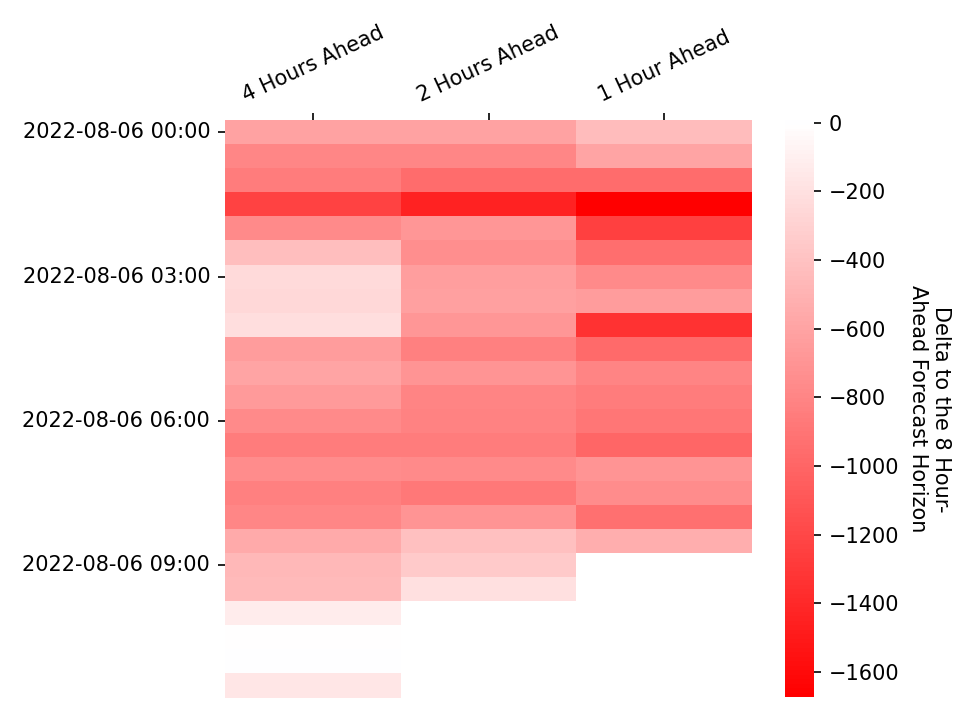 4 Hours Ahead
2 Hours Ahead
1 Hour Ahead
2022-08-06 00:00
2022-08-06 03:00
2022-08-06 06:00
2022-08-06 09:00
0
−200
−400
−600
−800
−1000
−1200
−1400
−1600
Delta to the 8 Hour-
Ahead Forecast Horizon